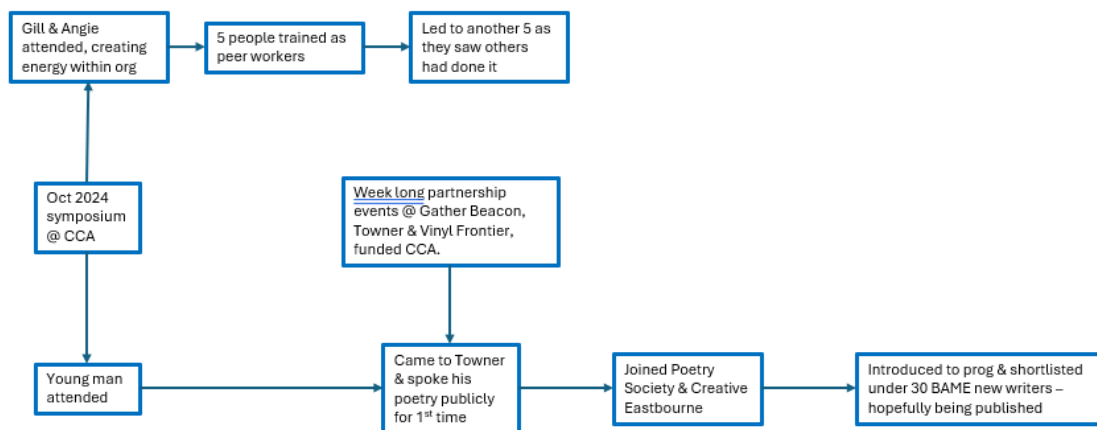 Gill & Angie
attended, creating
energy within org
5 people trained as
peer workers
Led to another 5 as
they saw others
had done it
Oct 2024
symposium
@ CCA
Week long partnership
events @ Gather Beacon,
Towner & Vinyl Frontier,
funded CCA.
Young man
attended
Came to Towner
& spoke his
poetry publicly
for 1st time
Joined Poetry
Society & Creative
Eastbourne
Introduced to prog & shortlisted
under 30 BAME new writers –
hopefully being published